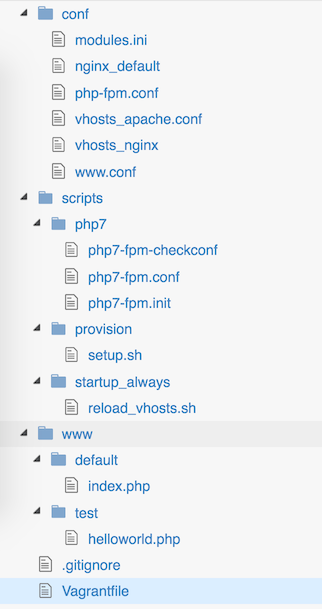 conf
modules.ini
nginx_default
php-fpm.conf
vhosts_apache.conf
vhosts_nginx
www.conf
scripts
php7
php7-fpm-checkconf
php7-fpm.conf
php7-fpm.init
provision
setup.sh
startup_always
reload_vhosts.sh
www
default
index.php
test
helloworld.php
.gitignore
Vagrantfile